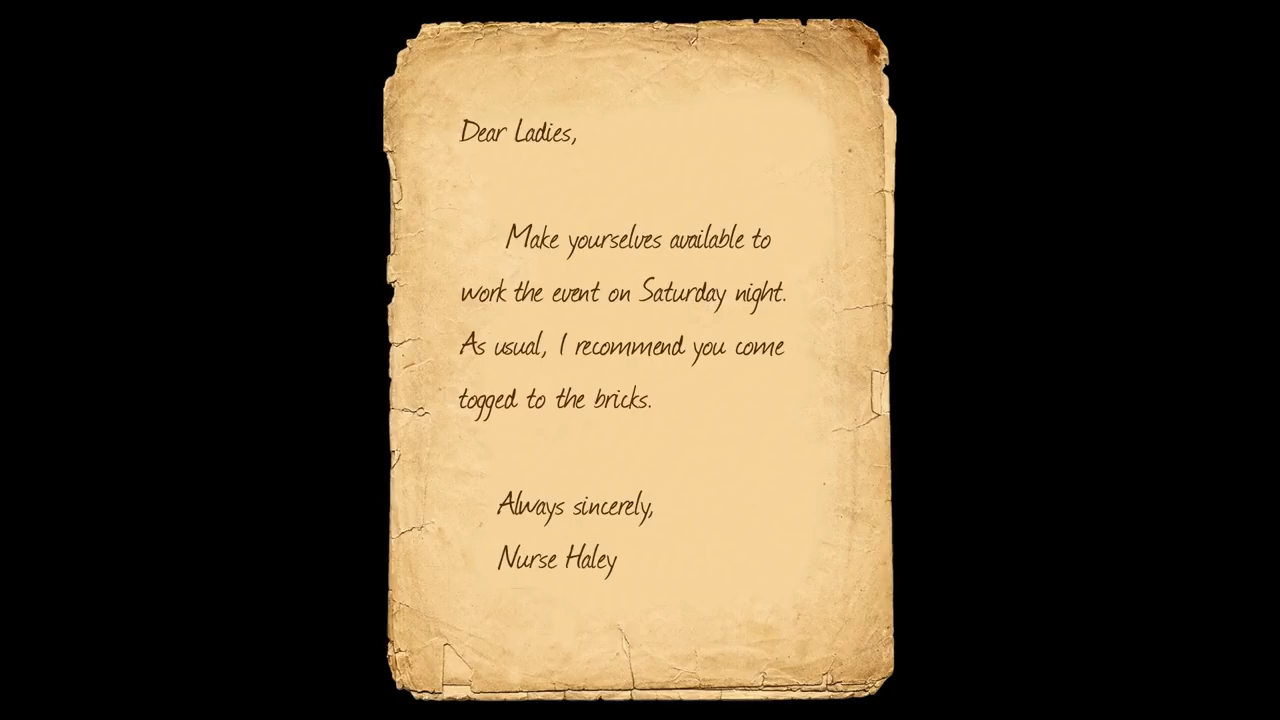 Dear Ladies,
Make yourselves available to
work the event on Saturday night.
As usual, I recommend you come
togged to the bricks.
Always sincerely,
Nurse Haley